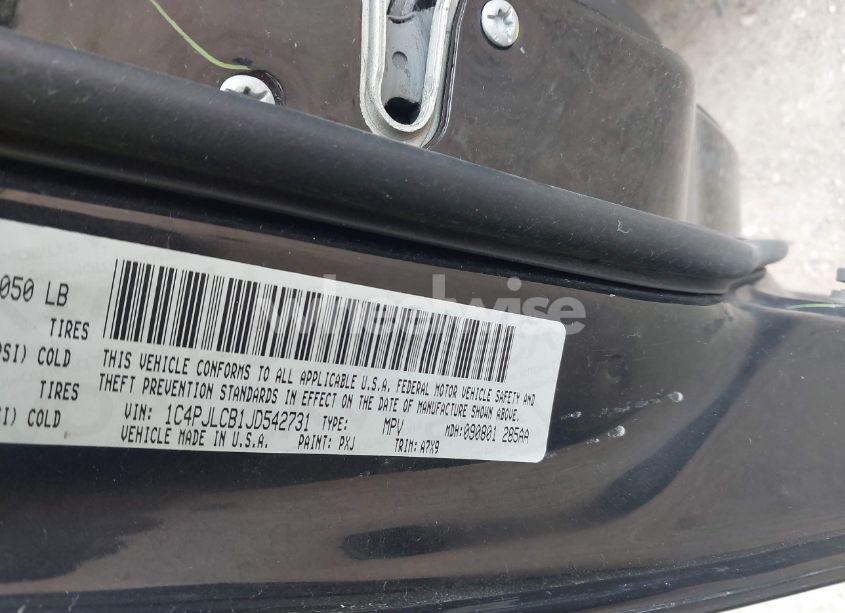 050 LB
TIRES
PSI) COLD
TIRES
SI) COLD
THIS VEHICLE CONFORMS TO ALL APPLICABLE U.S.A. FEDERAL MOTOR VEHICLE SAFETY AND
THEFT PREVENTION STANDARDS IN EFFECT ON THE DATE OF MANUFACTURE SHOWN ABOVE.
VIN: 1C4PJLCB1JD542731 TYPE: MPV MDH:090801 285AA
VEHICLE MADE IN U.S.A. PAINT: PXJ TRIM: A7X9
wheelwise